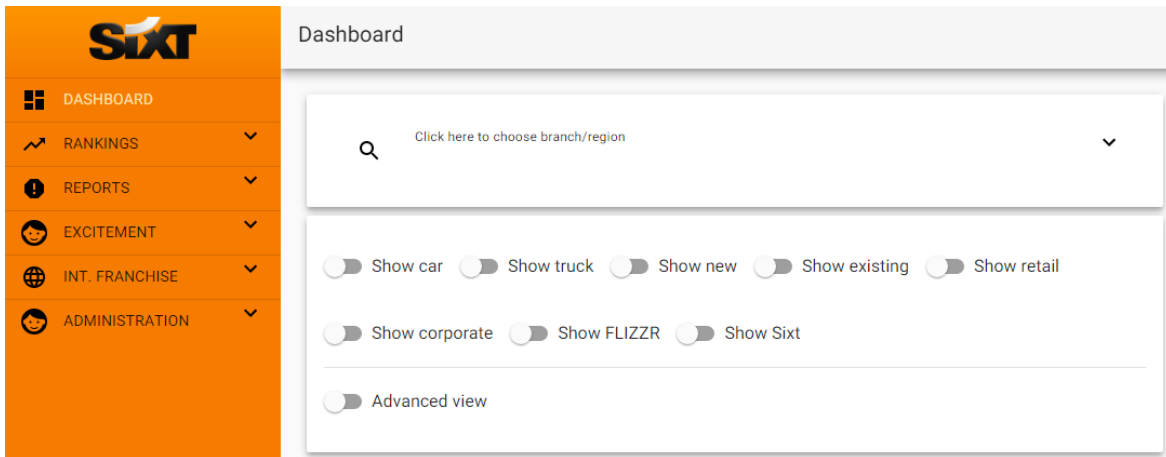 SIXT
Dashboard
DASHBOARD
RANKINGS
REPORTS
EXCITEMENT
INT. FRANCHISE
ADMINISTRATION
Click here to choose branch/region
Show car Show truck Show new Show existing Show retail
Show corporate Show FLIZZR Show Sixt
Advanced view